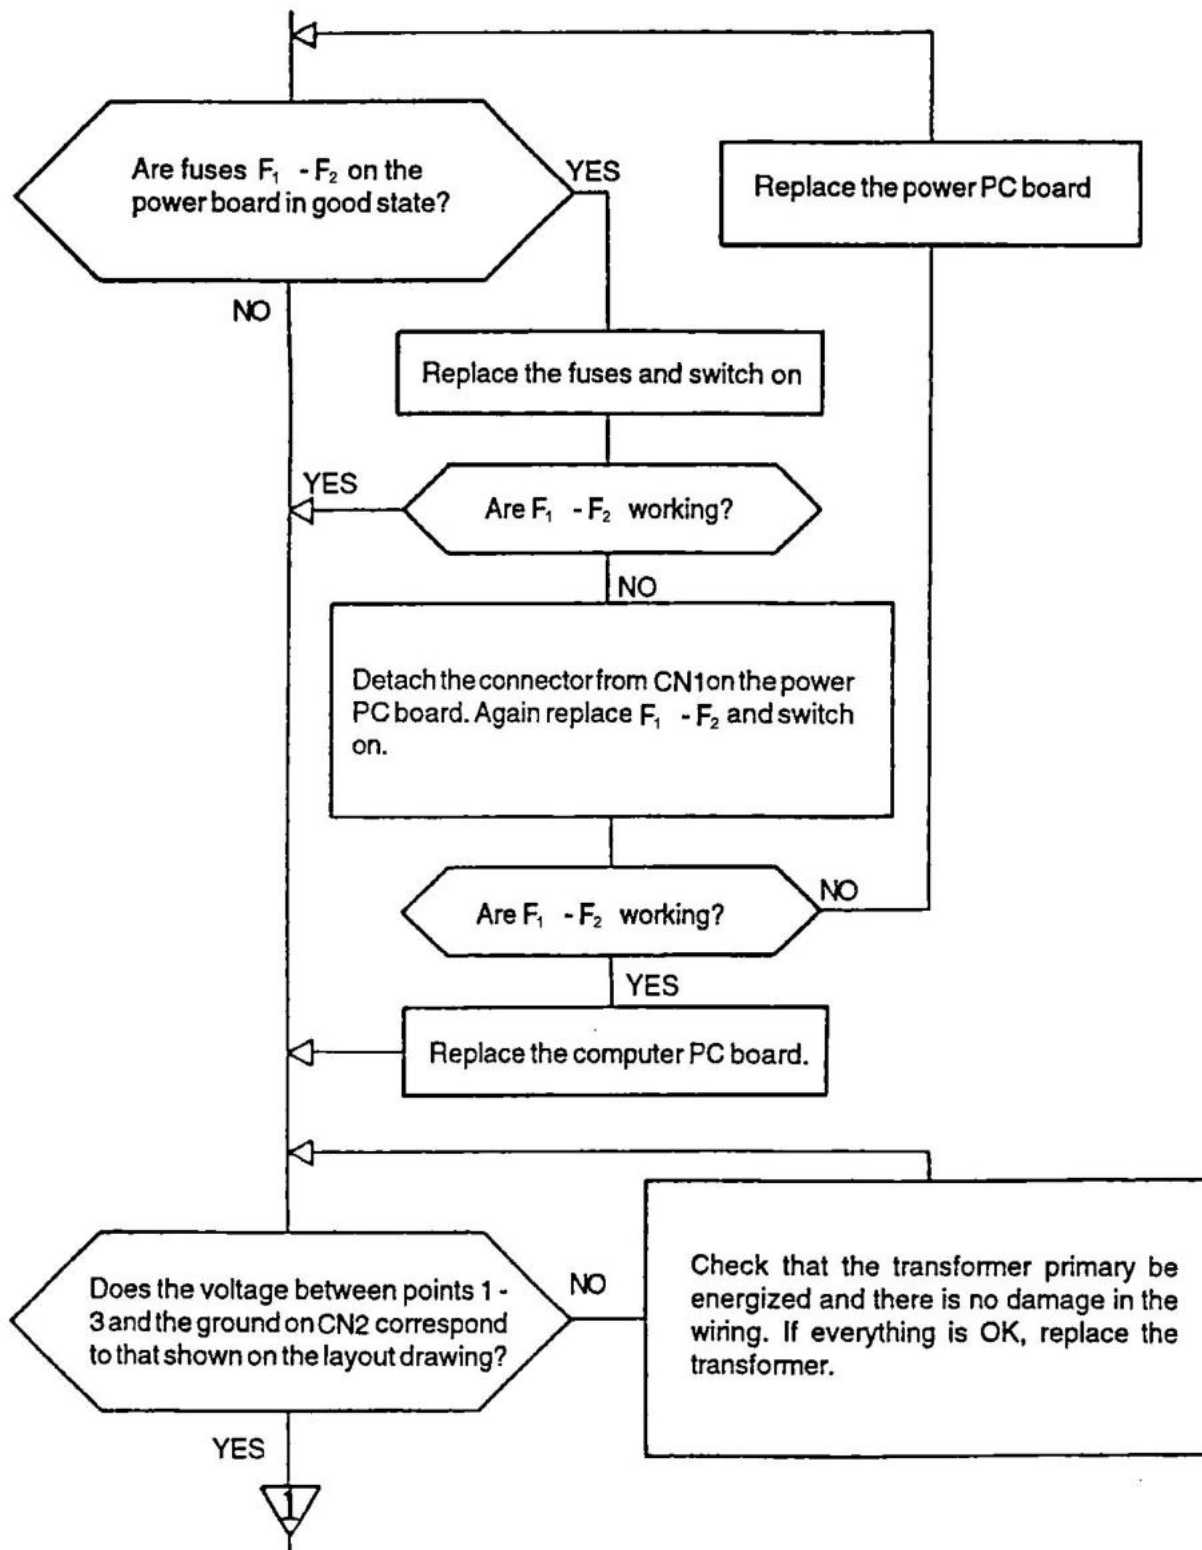 Are fuses F₁ - F₂ on the
power board in good state?
YES
Replace the power PC board
NO
Replace the fuses and switch on
YES
Are F₁ - F₂ working?
NO
Detach the connector from CN1 on the power
PC board. Again replace F₁ - F₂ and switch
on.
Are F₁ - F₂ working?
NO
YES
Replace the computer PC board.
Does the voltage between points 1 -
3 and the ground on CN2 correspond
to that shown on the layout drawing?
NO
Check that the transformer primary be
energized and there is no damage in the
wiring. If everything is OK, replace the
transformer.
YES
1